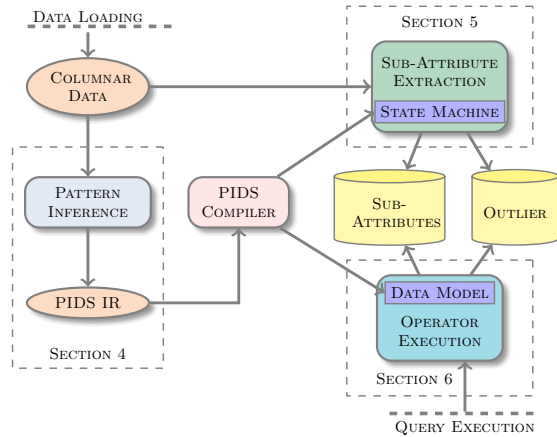 Data Loading
Section 5
Columnar
Data
Sub-Attribute
Extraction
State Machine
Pattern
Inference
PIDS
Compiler
Sub-
Attributes
Outlier
PIDS IR
Data Model
Operator
Execution
Section 4
Section 6
Query Execution